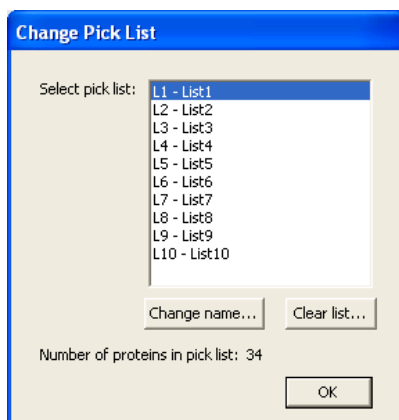 Change Pick List
Select pick list:
L1 - List1
L2 - List2
L3 - List3
L4 - List4
L5 - List5
L6 - List6
L7 - List7
L8 - List8
L9 - List9
L10 - List10
Change name...
Clear list...
Number of proteins in pick list: 34
OK